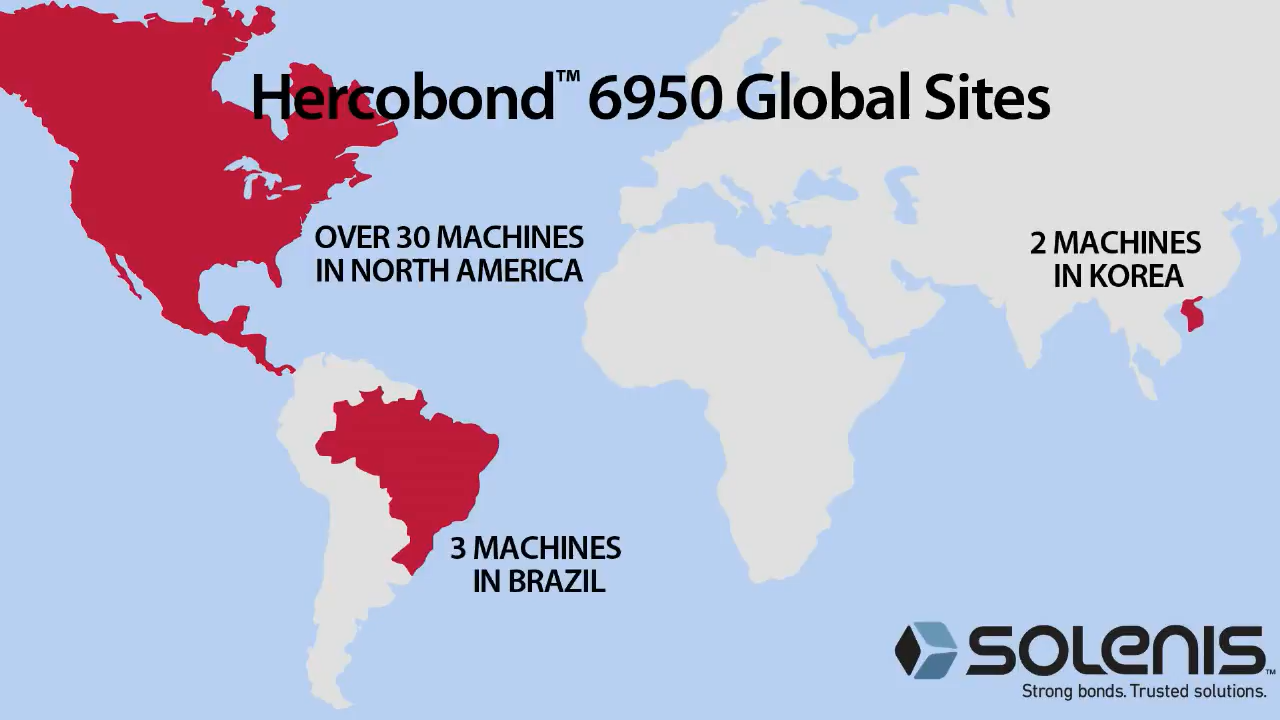 Hercobond™ 6950 Global Sites
OVER 30 MACHINES
IN NORTH AMERICA
2 MACHINES
IN KOREA
3 MACHINES
IN BRAZIL
SOLENIS™
Strong bonds. Trusted solutions.